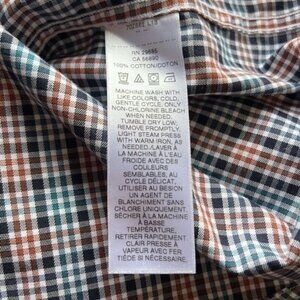 RN 29685
CA 56890
100% COTTON/COTON
MACHINE WASH WITH
LIKE COLORS, COLD,
GENTLE CYCLE. ONLY
NON-CHLORINE BLEACH
WHEN NEEDED.
TUMBLE DRY LOW;
REMOVE PROMPTLY.
LIGHT STEAM PRESS
WITH WARM IRON, AS
NEEDED./LAVER À
LA MACHINE À L'EAU
FROIDE AVEC DES
COULEURS
SEMBLABLES, AU
CYCLE DÉLICAT,
UTILISER AU BESION
UN AGENT DE
BLANCHIMENT SANS
CHLORE UNIQUEMENT.
SÉCHER À LA MACHINE
À BASSE
TEMPÉRATURE,
RETIRER RAPIDEMENT.
CLAIR PRESSE À
VAPEUR AVEC FER
TIÈDE SI NÉCESSAIRE.